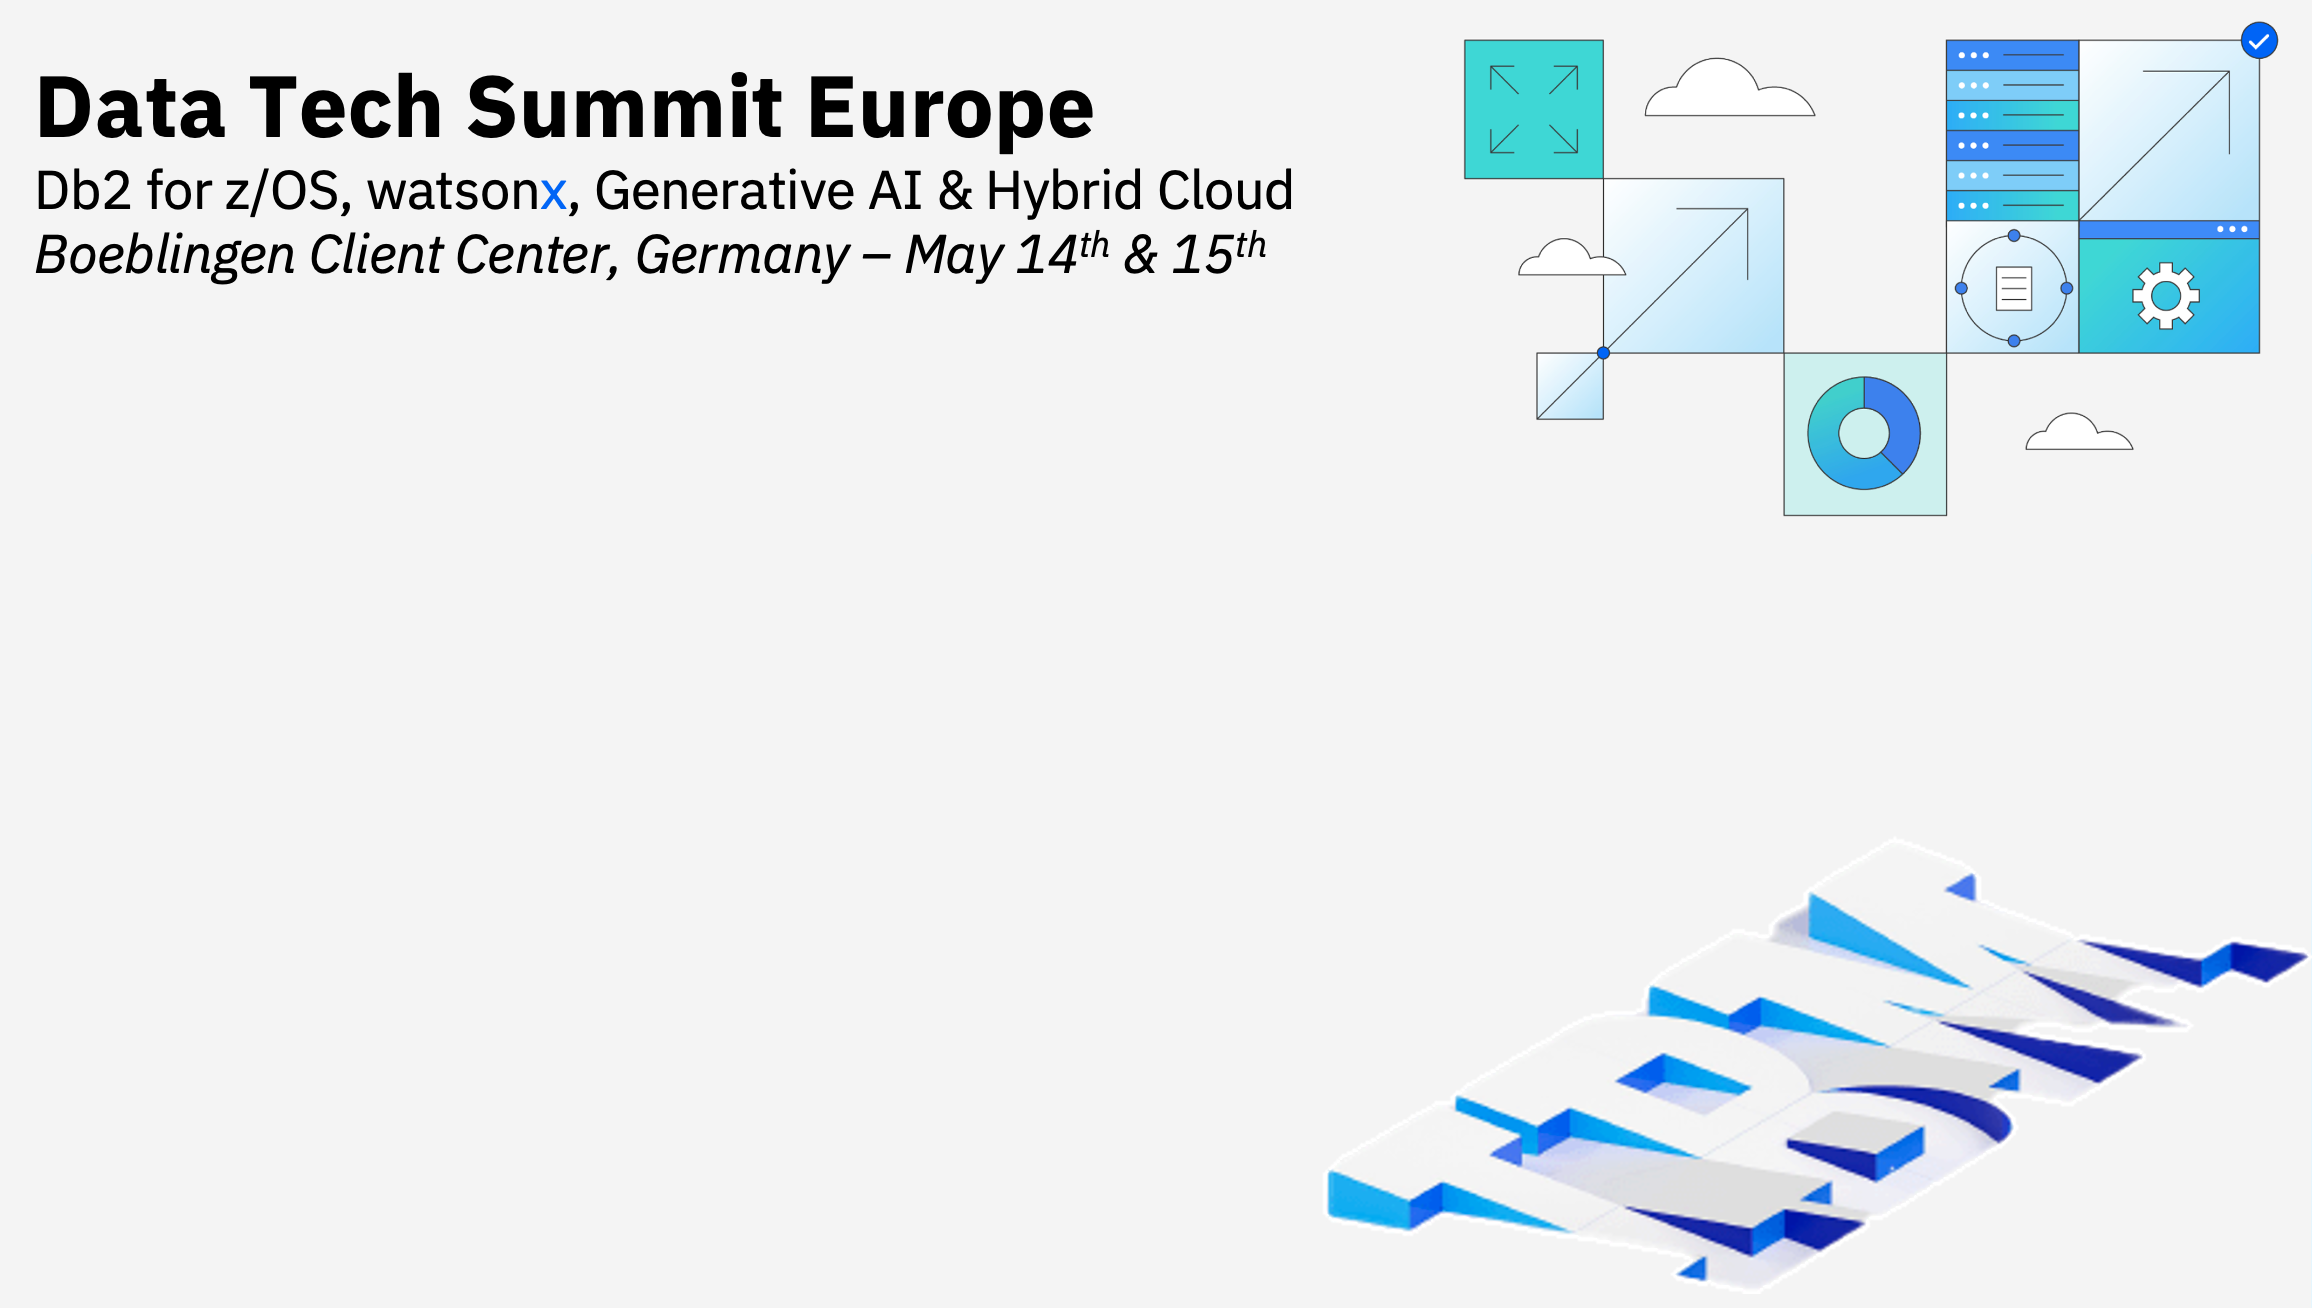 Data Tech Summit Europe
Db2 for z/OS, watsonx, Generative AI & Hybrid Cloud
Boeblingen Client Center, Germany – May 14th & 15th
IBM